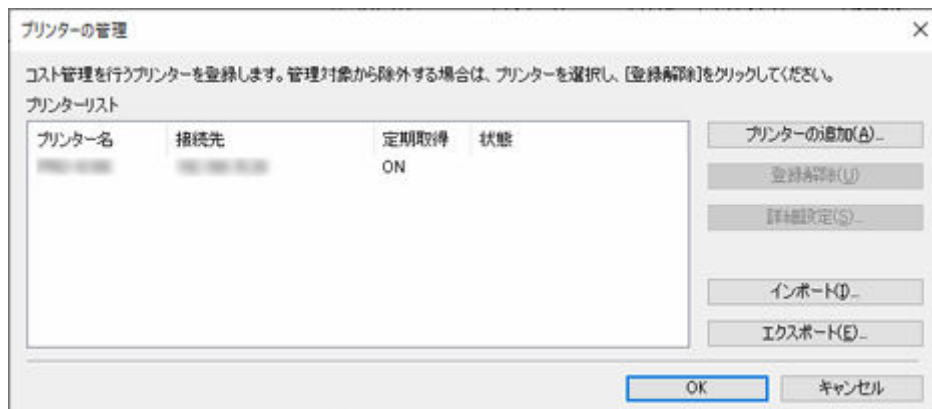 プリンターの管理
コスト管理を行うプリンターを登録します。管理対象から除外する場合は、プリンターを選択し、[登録解除]をクリックしてください。
プリンターリスト
プリンター名 接続先 定期取得 状態
ON
プリンターの追加(A)...
登録解除(U)
詳細設定(S)...
インポート(I)...
エクスポート(E)...
OK キャンセル